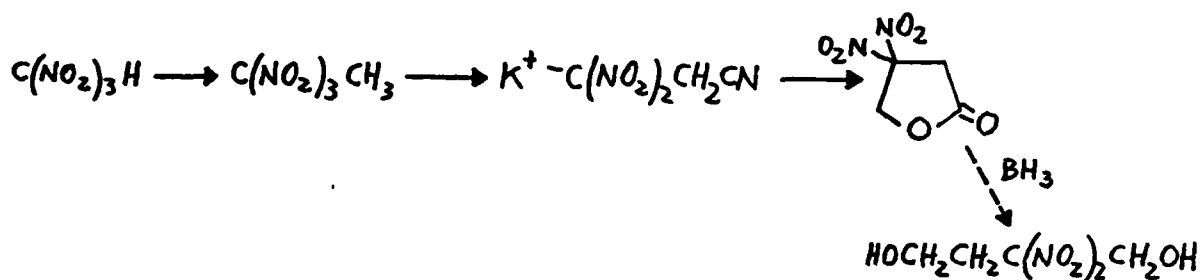 C(NO₂)₃H ⟶ C(NO₂)₃CH₃ ⟶ K⁺ ⁻C(NO₂)₂CH₂CN ⟶
O₂N NO₂
O O
BH₃
HOCH₂CH₂C(NO₂)₂CH₂OH